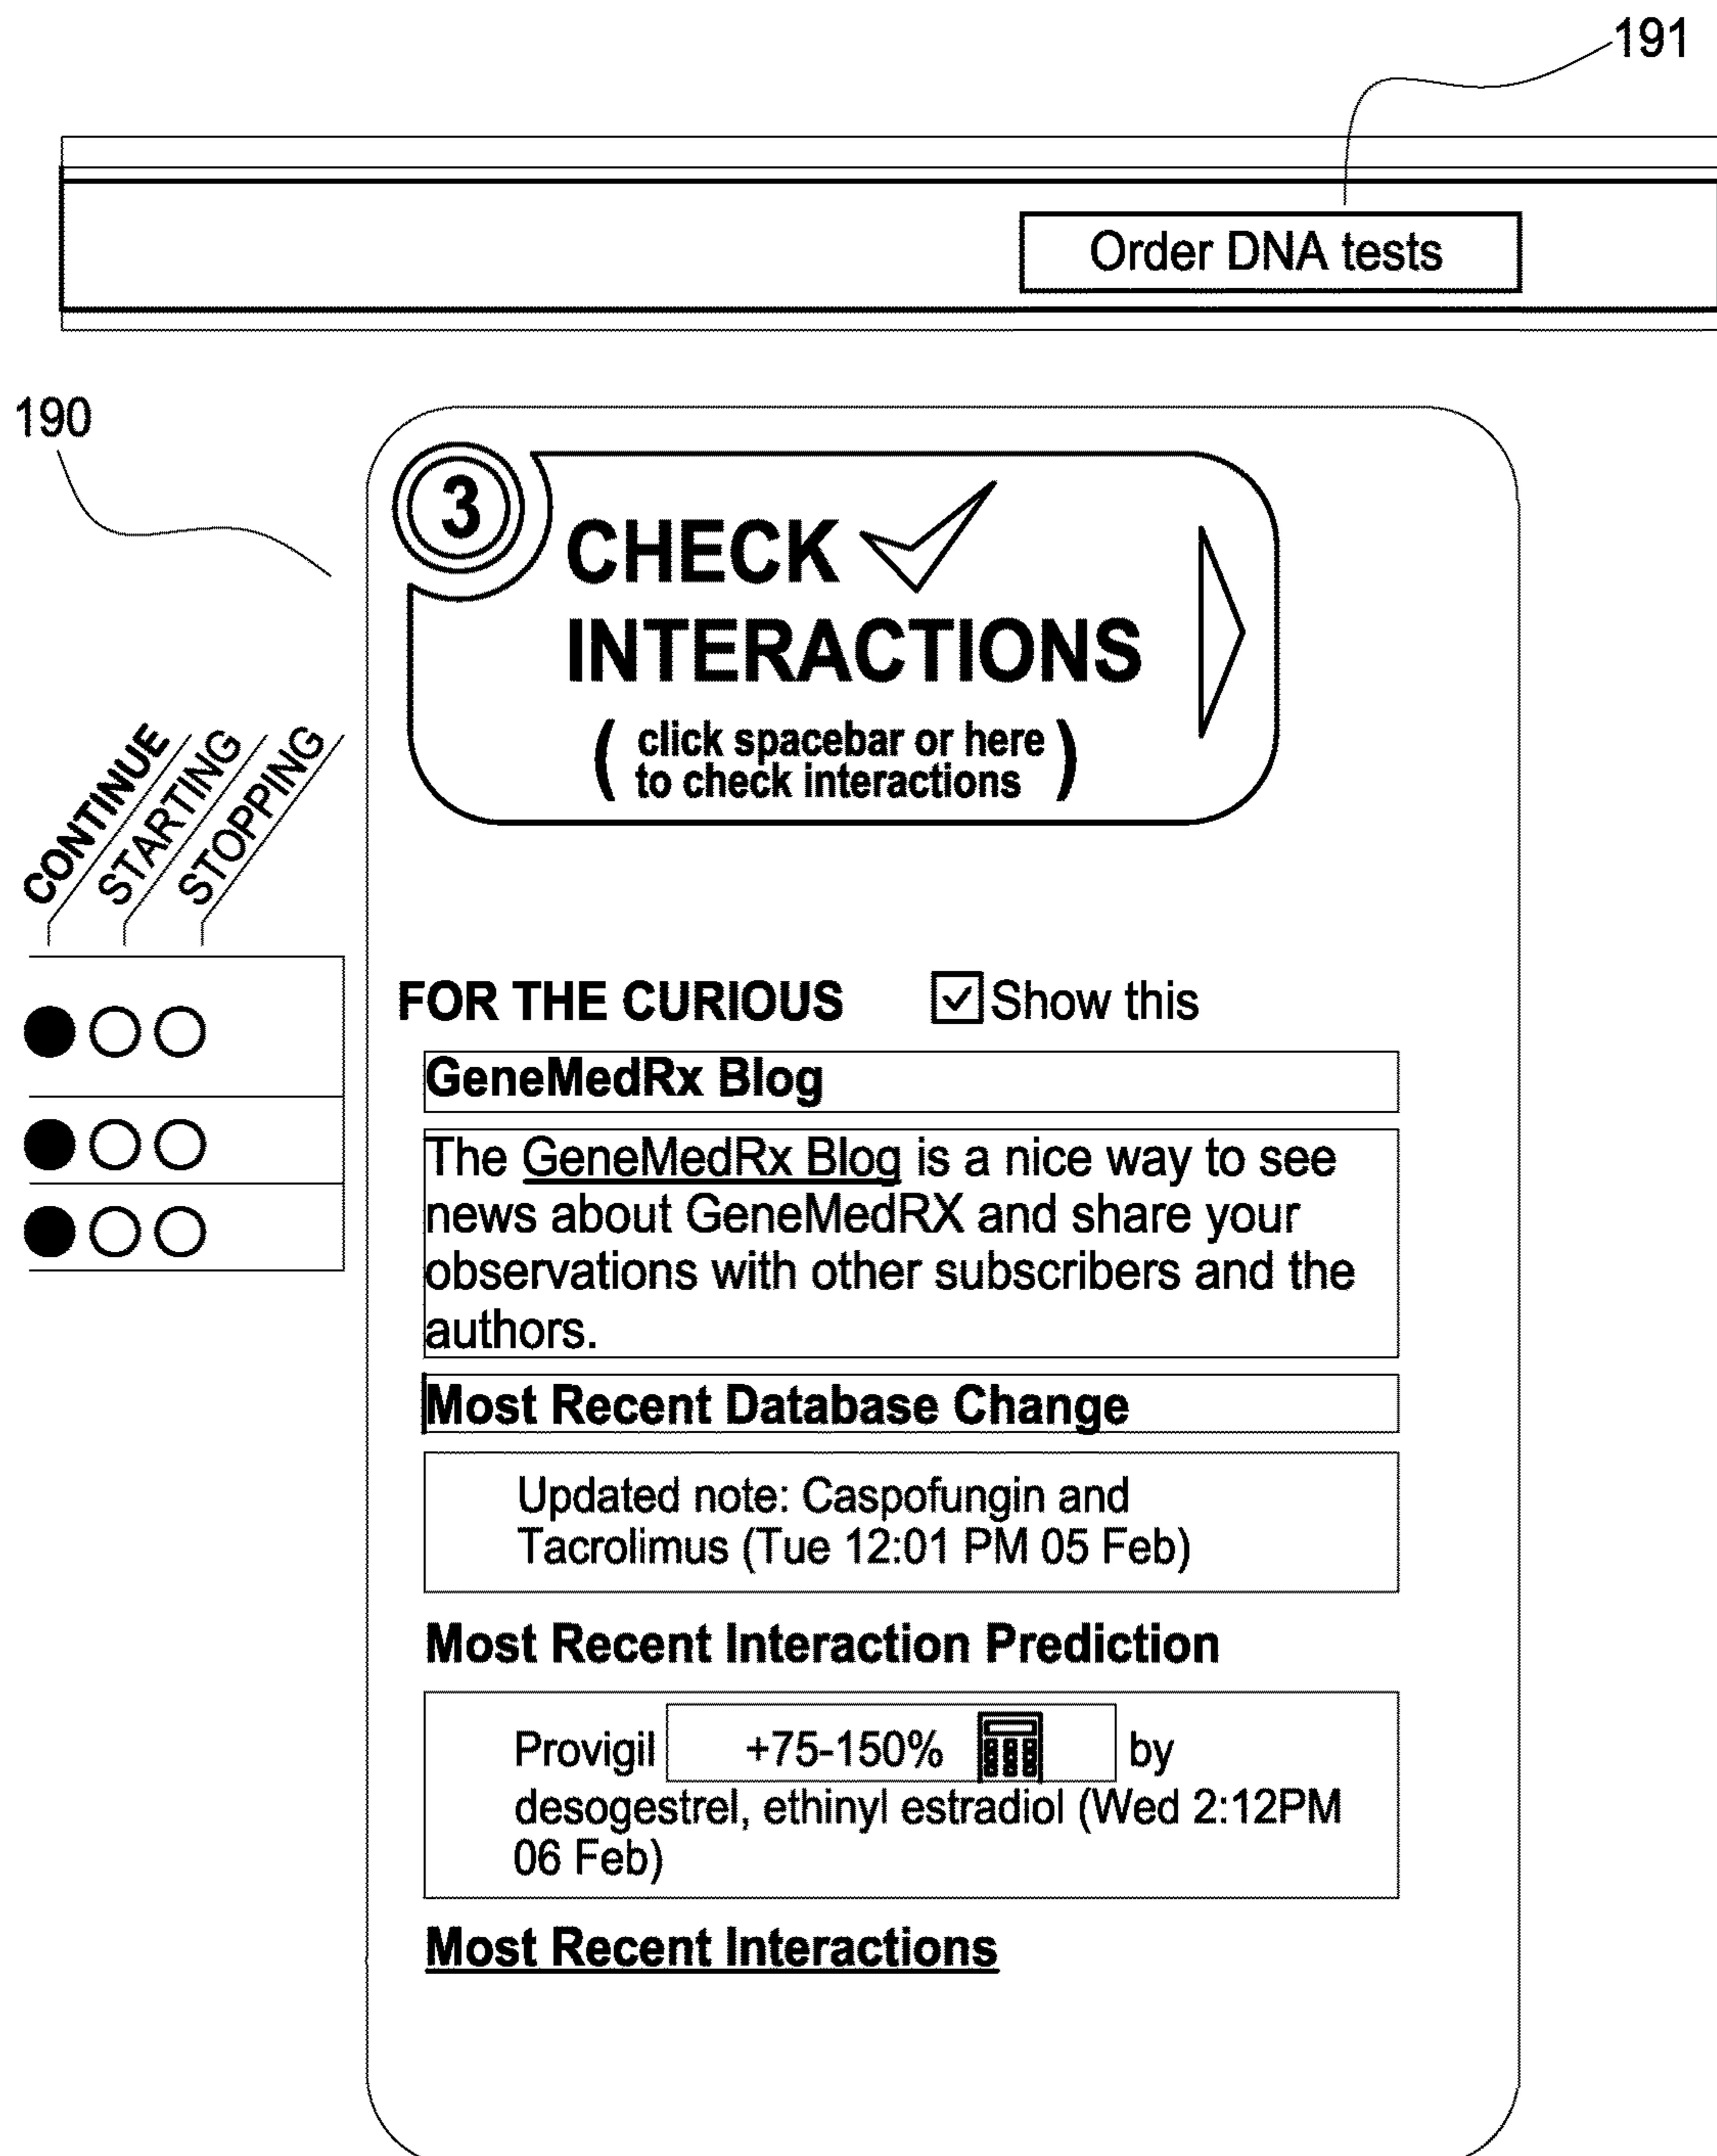 191
Order DNA tests
190
3
CHECK
INTERACTIONS
( click spacebar or here )
to check interactions
CONTINUE
STARTING
STOPPING
FOR THE CURIOUS Show this
GeneMedRx Blog
The GeneMedRx Blog is a nice way to see
news about GeneMedRX and share your
observations with other subscribers and the
authors.
Most Recent Database Change
Updated note: Caspofungin and
Tacrolimus (Tue 12:01 PM 05 Feb)
Most Recent Interaction Prediction
Provigil +75-150% by
desogestrel, ethinyl estradiol (Wed 2:12PM
06 Feb)
Most Recent Interactions